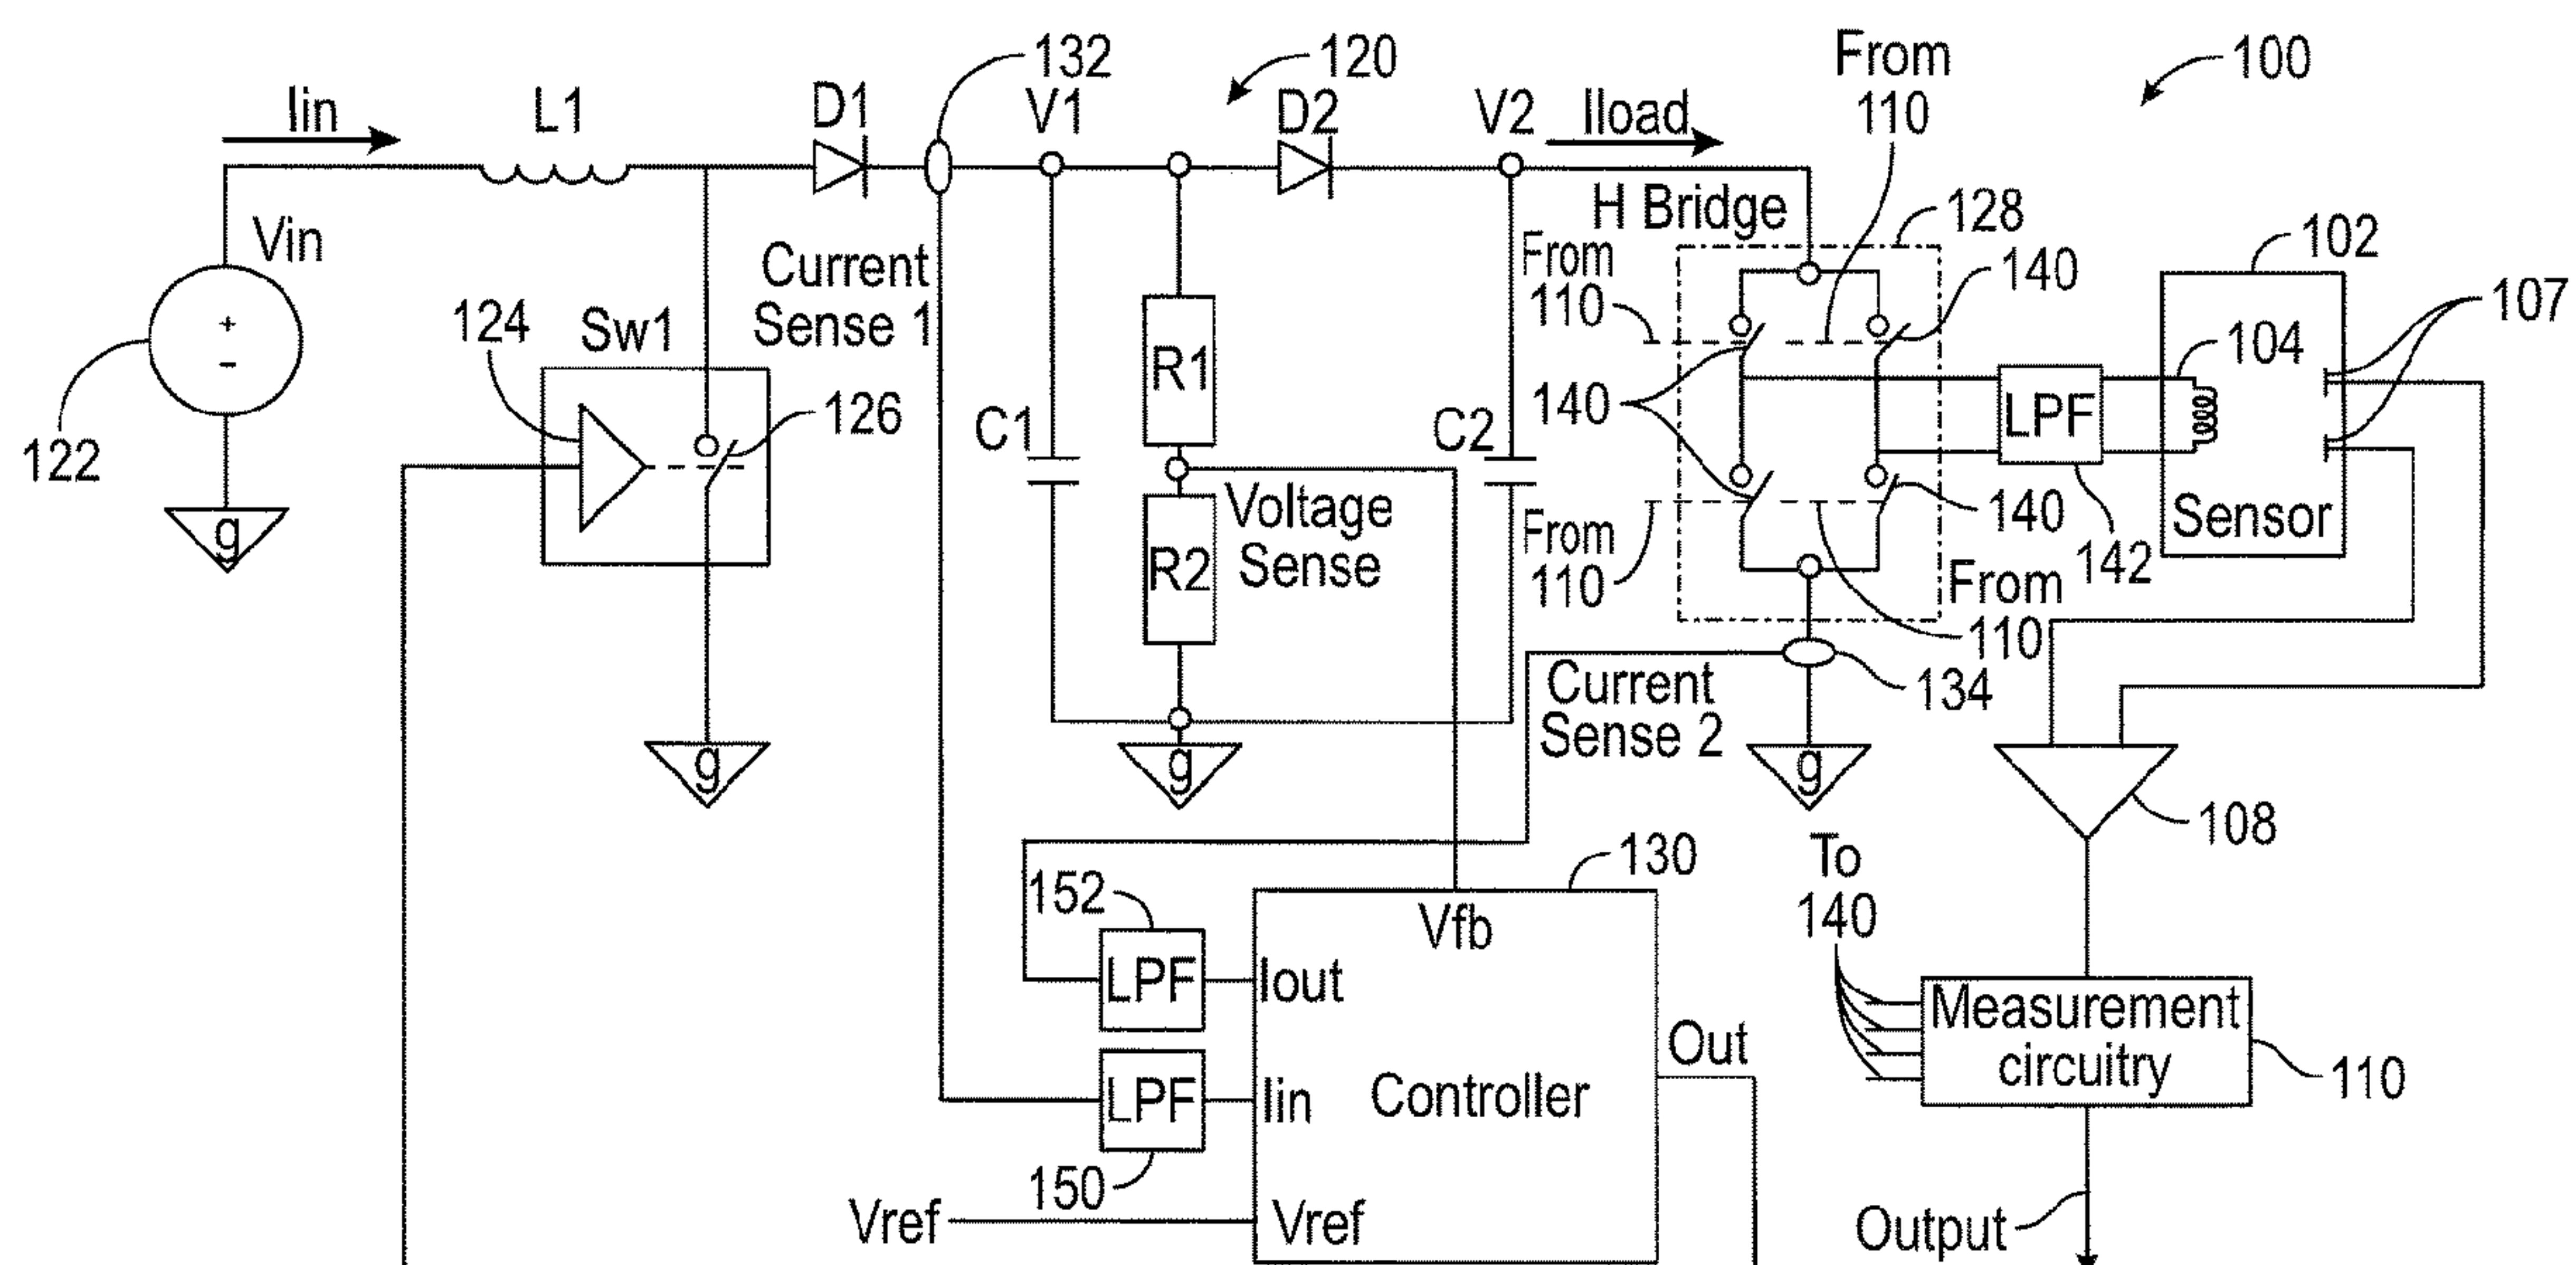 132
120
From
110
100
Iin
L1
D1
V1
D2
V2
Iload
Vin
H Bridge
128
102
Current
Sense 1
From
110
140
107
124
Sw1
126
R1
104
140
LPF
C1
C2
122
+
-
g
Voltage
Sense
R2
From
110
140
142
Sensor
From
110
Current
Sense 2
134
g
g
g
108
130
To
140
152
Vfb
LPF
Iout
Measurement
circuitry
110
Out
LPF
Iin
Controller
150
Vref
Vref
Output